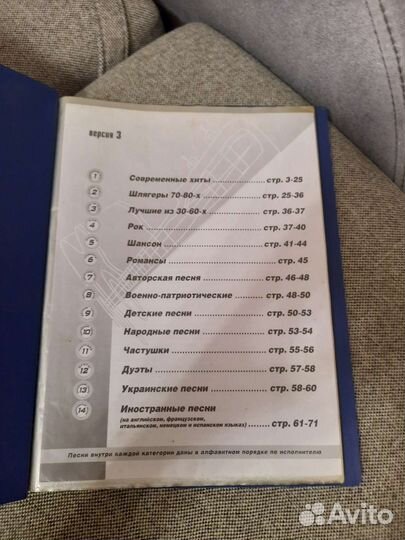 версия 3
1 Современные хиты ............ стр. 3-25
2 Шлягеры 70-80-х ............ стр. 25-36
3 Лучшие из 30-60-х ......... стр. 36-37
4 Рок ............ стр. 37-40
5 Шансон ............ стр. 41-44
6 Романсы ............ стр. 45
7 Авторская песня ............ стр. 46-48
8 Военно-патриотические ..... стр. 48-50
9 Детские песни ............ стр. 50-53
10 Народные песни ............ стр. 53-54
11 Частушки ............ стр. 55-56
12 Дуэты ............ стр. 57-58
13 Украинские песни ............ стр. 58-60
14 Иностранные песни
(на английском, французском,
итальянском, немецком и испанском языках) ...... стр. 61-71
Песни внутри каждой категории даны в алфавитном порядке по исполнителю
Avito